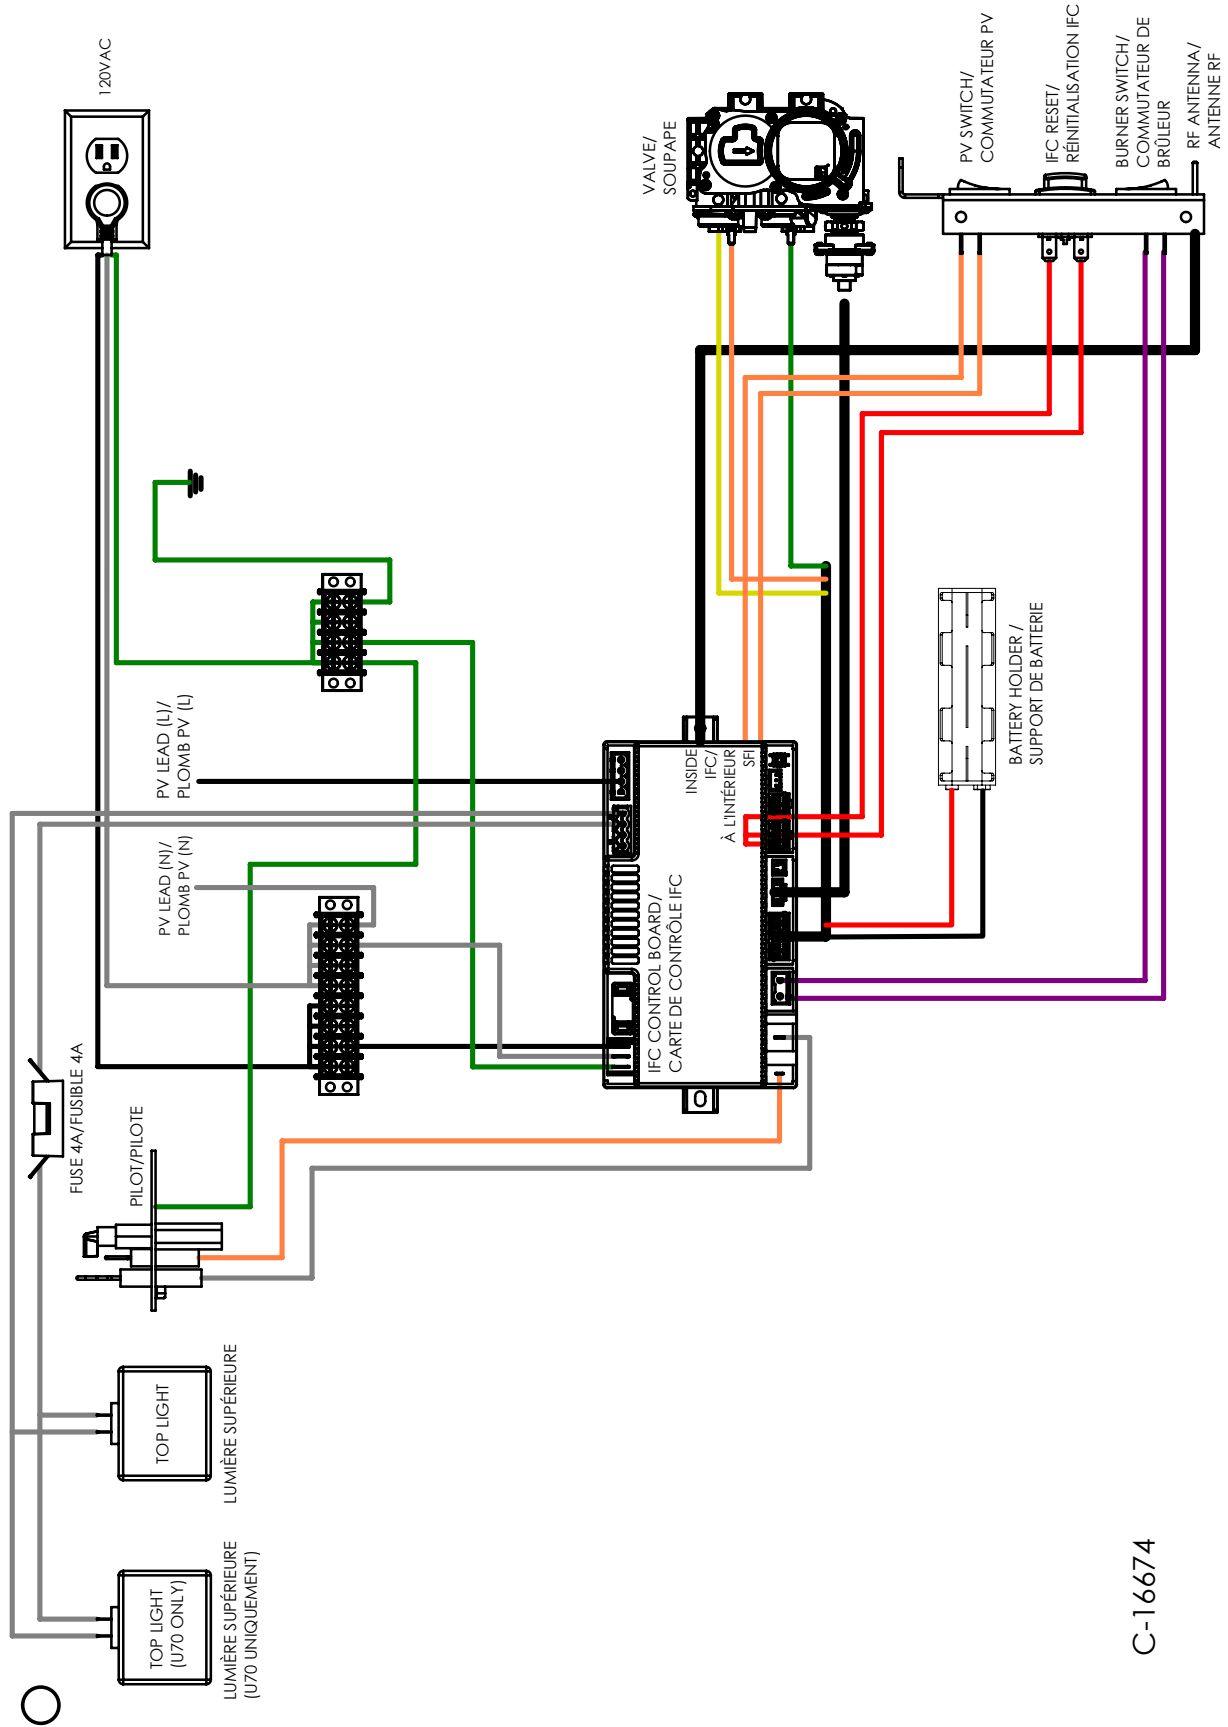 120VAC
VALVE/
SOUPAPE
PV SWITCH/
COMMUTATEUR PV
IFC RESET/
RÉINITIALISATION IFC
BURNER SWITCH/
COMMUTATEUR DE
BRÛLEUR
RF ANTENNA/
ANTENNE RF
PV LEAD (L)/
PLOMB PV (L)
PV LEAD (N)/
PLOMB PV (N)
INSIDE
IFC/
À L'INTÉRIEUR
SFI
BATTERY HOLDER /
SUPPORT DE BATTERIE
IFC CONTROL BOARD/
CARTE DE CONTRÔLE IFC
FUSE 4A/FUSIBLE 4A
PILOT/PILOTE
TOP LIGHT
LUMIÈRE SUPÉRIEURE
TOP LIGHT
(U70 ONLY)
LUMIÈRE SUPÉRIEURE
(U70 UNIQUEMENT)
C-16674